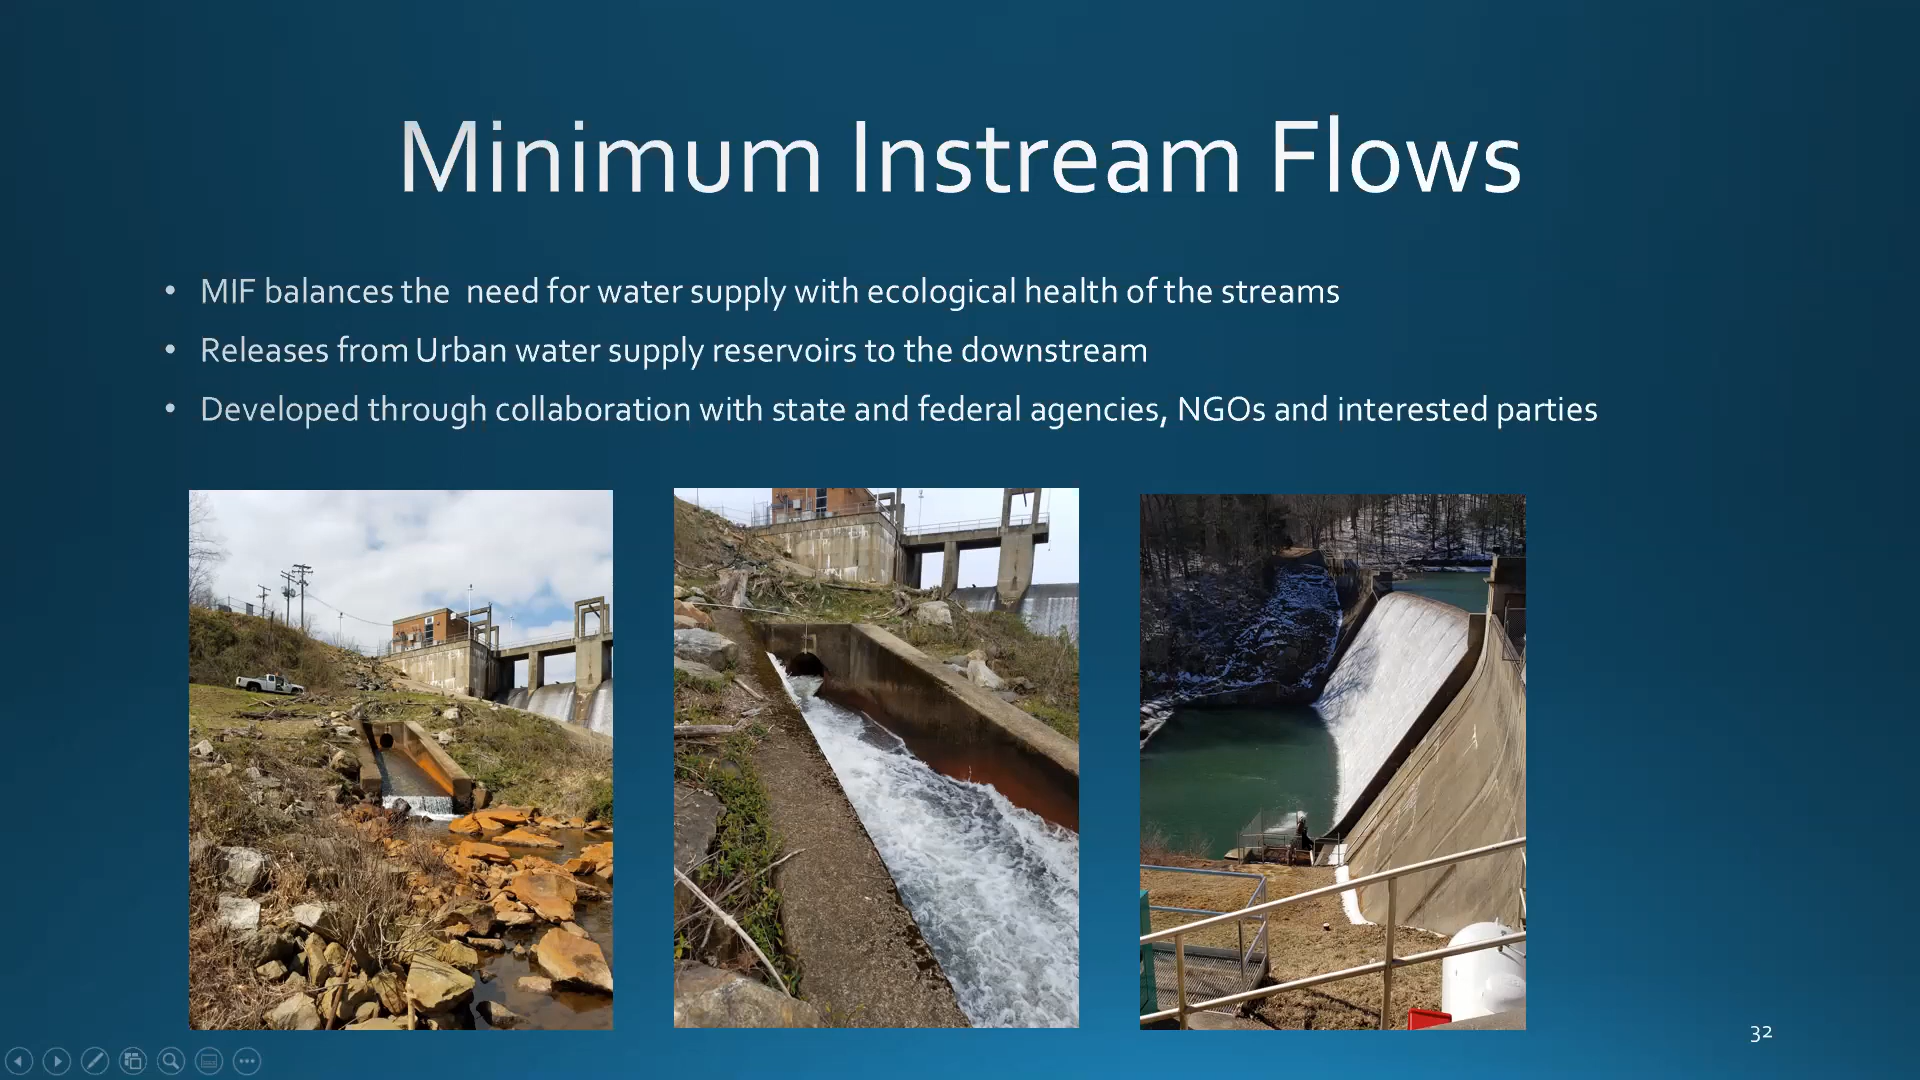 Minimum Instream Flows
• MIF balances the  need for water supply with ecological health of the streams
• Releases from Urban water supply reservoirs to the downstream
• Developed through collaboration with state and federal agencies, NGOs and interested parties
32